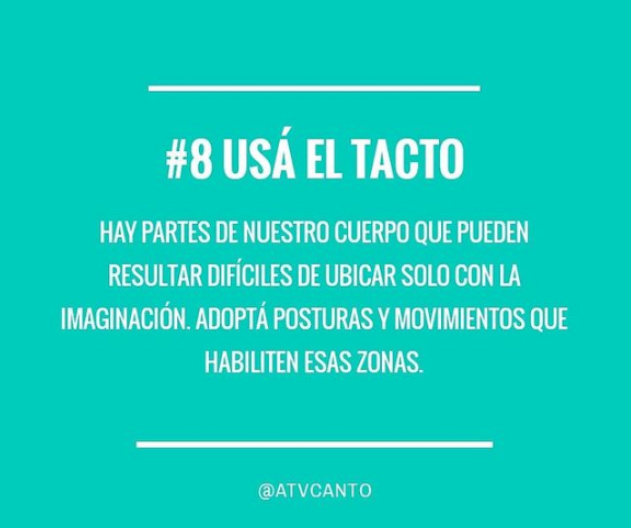 #8 USÁ EL TACTO
HAY PARTES DE NUESTRO CUERPO QUE PUEDEN
RESULTAR DIFÍCILES DE UBICAR SOLO CON LA
IMAGINACIÓN. ADOPTÁ POSTURAS Y MOVIMIENTOS QUE
HABILITEN ESAS ZONAS.
@ATVCANTO